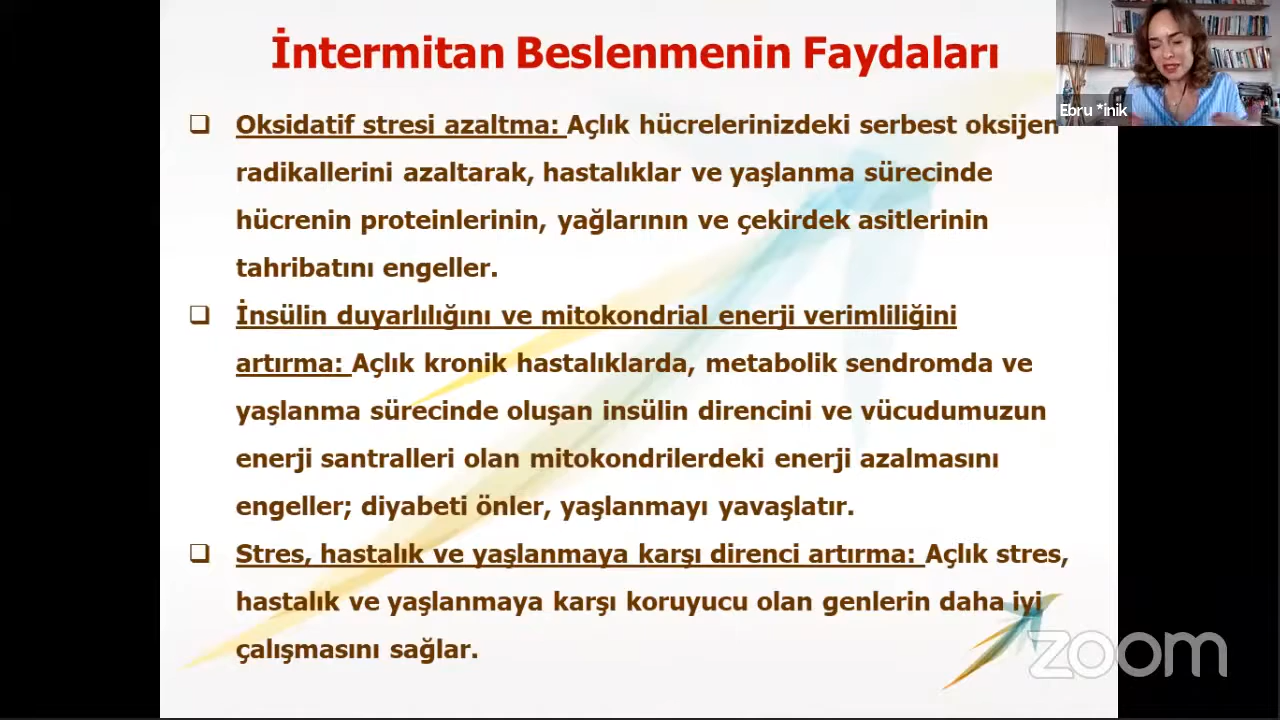 İntermitan Beslenmenin Faydaları
Ebru *inik
Oksidatif stresi azaltma: Açlık hücrelerinizdeki serbest oksijen
radikallerini azaltarak, hastalıklar ve yaşlanma sürecinde
hücrenin proteinlerinin, yağlarının ve çekirdek asitlerinin
tahribatını engeller.
İnsülin duyarlılığını ve mitokondrial enerji verimliliğini
artırma: Açlık kronik hastalıklarda, metabolik sendromda ve
yaşlanma sürecinde oluşan insülin direncini ve vücudumuzun
enerji santralleri olan mitokondrilerdeki enerji azalmasını
engeller; diyabeti önler, yaşlanmayı yavaşlatır.
Stres, hastalık ve yaşlanmaya karşı direnci artırma: Açlık stres,
hastalık ve yaşlanmaya karşı koruyucu olan genlerin daha iyi
çalışmasını sağlar.
zoom